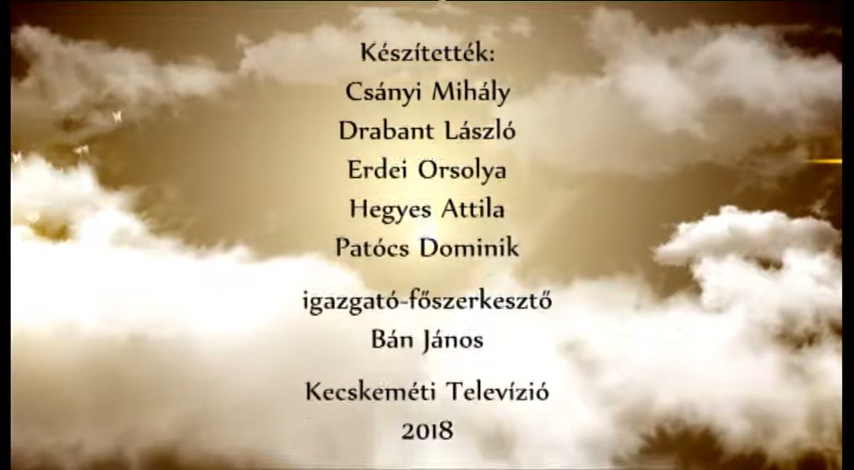 Készítették:
Csányi Mihály
Drabant László
Erdei Orsolya
Hegyes Attila
Patócs Dominik
igazgató-főszerkesztő
Bán János
Kecskeméti Televízió
2018